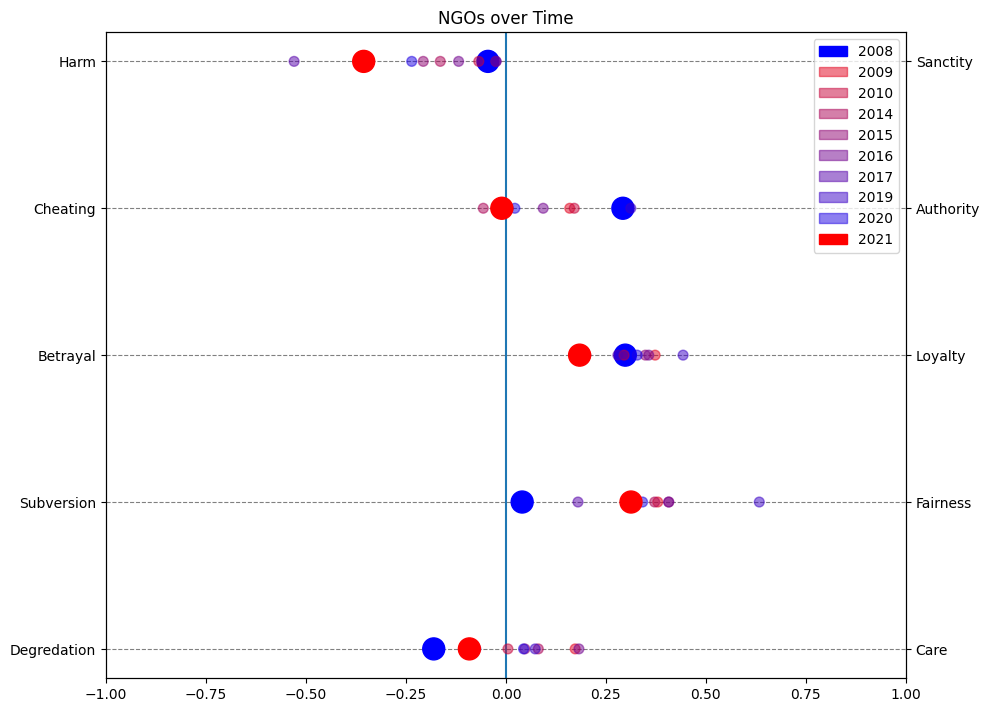 NGOs over Time
Harm
Cheating
Betrayal
Subversion
Degredation
Sanctity
Authority
Loyalty
Fairness
Care
2008
2009
2010
2014
2015
2016
2017
2019
2020
2021
−1.00
−0.75
−0.50
−0.25
0.00
0.25
0.50
0.75
1.00